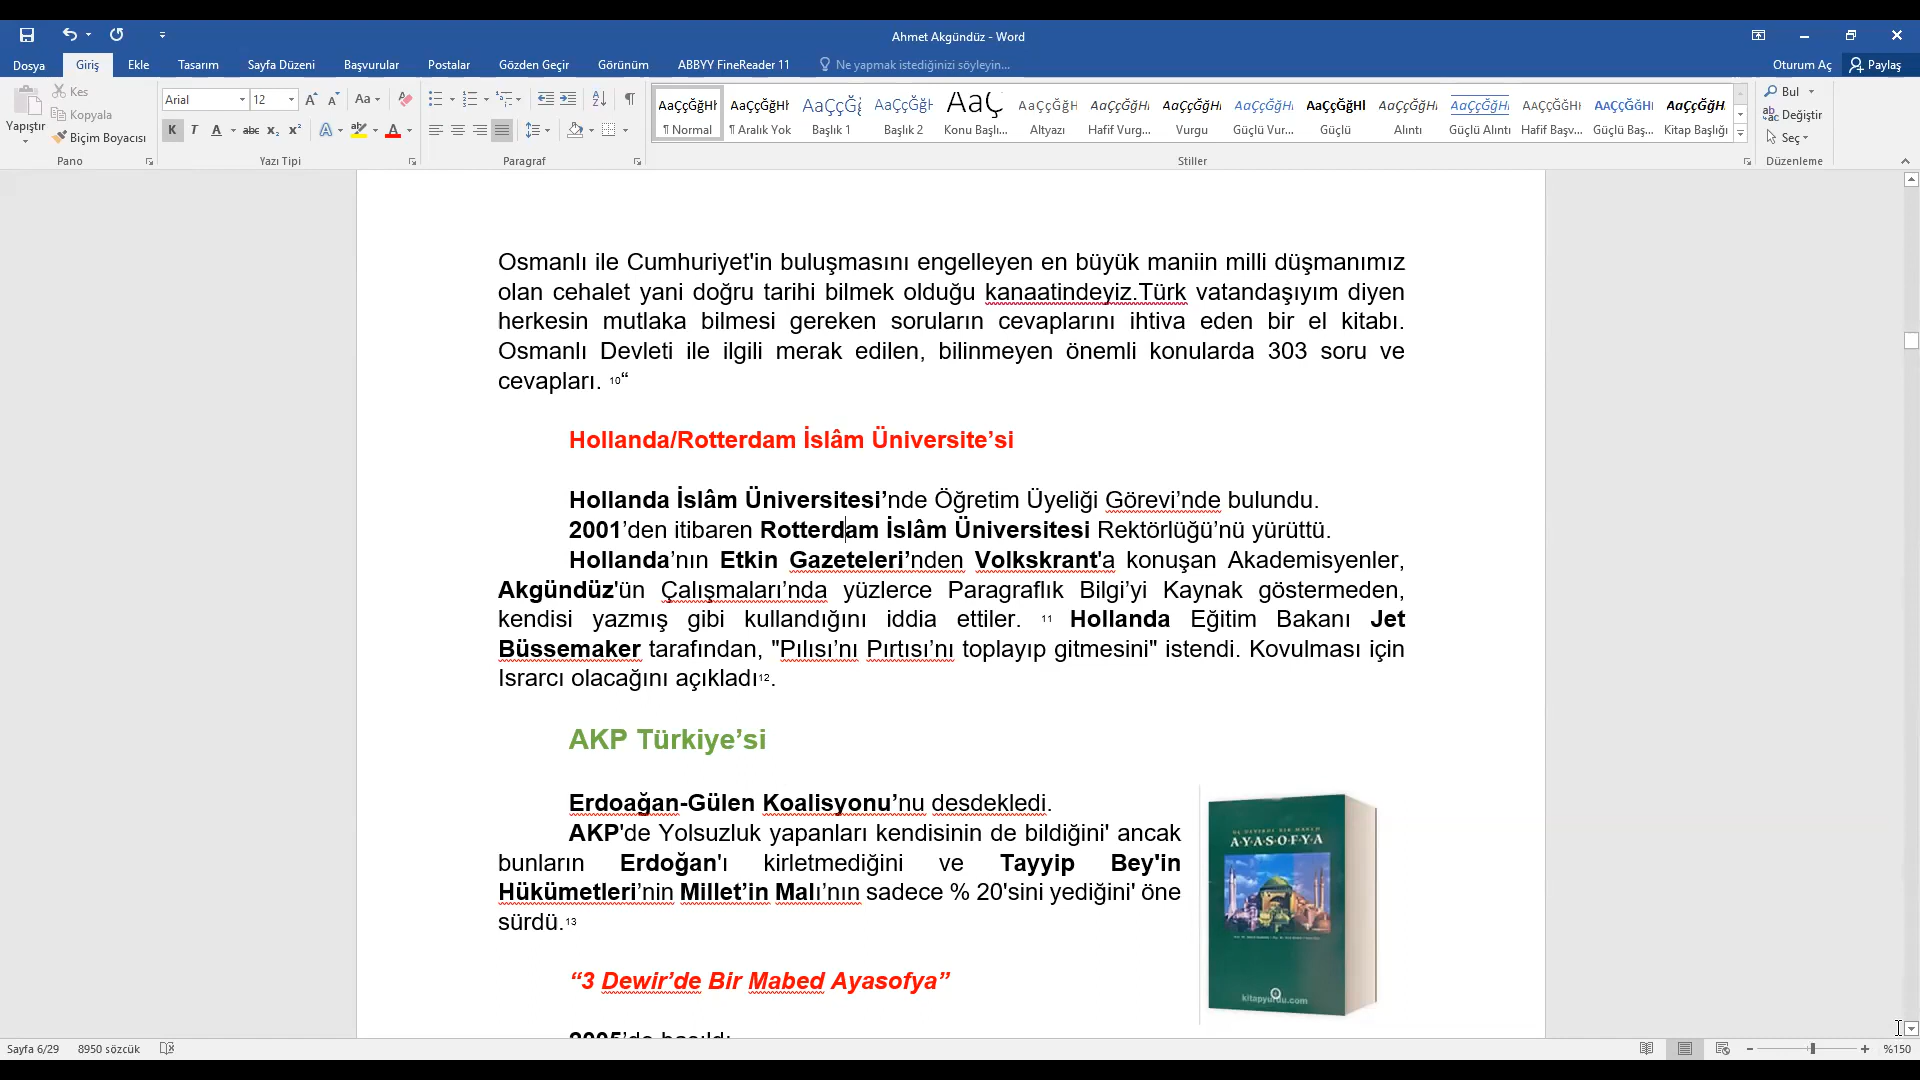 Ahmet Akgündüz - Word
Dosya Giriş Ekle Tasarım Sayfa Düzeni Başvurular Postalar Gözden Geçir Görünüm ABBYY FineReader 11 Ne yapmak istediğinizi söyleyin... Oturum Aç Paylaş
Yapıştır
Kes
Kopyala
Biçim Boyacısı
Pano
Arial 12
Yazı Tipi
Paragraf
¶ Normal ¶ Aralık Yok Başlık 1 Başlık 2 Konu Başlı... Altyazı Hafif Vurg... Vurgu Güçlü Vur... Güçlü Alıntı Güçlü Alıntı Hafif Başv... Güçlü Baş... Kitap Başlığı
Stiller
Bul
Değiştir
Seç
Düzenleme
Osmanlı ile Cumhuriyet'in buluşmasını engelleyen en büyük maniin milli düşmanımız
olan cehalet yani doğru tarihi bilmek olduğu kanaatindeyiz.Türk vatandaşıyım diyen
herkesin mutlaka bilmesi gereken soruların cevaplarını ihtiva eden bir el kitabı.
Osmanlı Devleti ile ilgili merak edilen, bilinmeyen önemli konularda 303 soru ve
cevapları. 10“
Hollanda/Rotterdam İslâm Üniversite’si
Hollanda İslâm Üniversitesi’nde Öğretim Üyeliği Görevi’nde bulundu.
2001’den itibaren Rotterdam İslâm Üniversitesi Rektörlüğü’nü yürüttü.
Hollanda’nın Etkin Gazeteleri’nden Volkskrant'a konuşan Akademisyenler,
Akgündüz'ün Çalışmaları’nda yüzlerce Paragraflık Bilgi’yi Kaynak göstermeden,
kendisi yazmış gibi kullandığını iddia ettiler. 11 Hollanda Eğitim Bakanı Jet
Büssemaker tarafından, "Pılısı’nı Pırtısı’nı toplayıp gitmesini" istendi. Kovulması için
Israrcı olacağını açıkladı12.
AKP Türkiye’si
Erdoağan-Gülen Koalisyonu’nu desdekledi.
AKP'de Yolsuzluk yapanları kendisinin de bildiğini' ancak
bunların Erdoğan'ı kirletmediğini ve Tayyip Bey'in
Hükümetleri’nin Millet’in Malı’nın sadece % 20'sini yediğini' öne
sürdü.13
ÜÇ DEVİRDE BİR MABED
AYASOFYA
kitapyurdu.com
“3 Dewir’de Bir Mabed Ayasofya”
2005’de basıldı
Sayfa 6/29 8950 sözcük %150